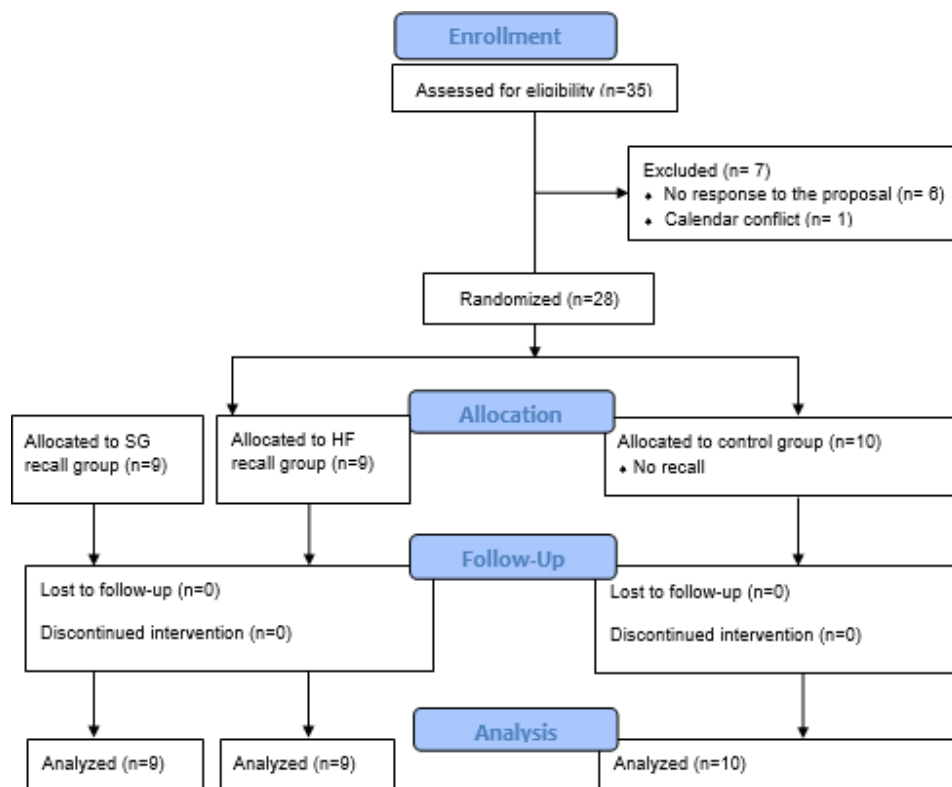 Enrollment
Assessed for eligibility (n=35)
Excluded (n= 7)
♦ No response to the proposal (n= 6)
♦ Calendar conflict (n= 1)
Randomized (n=28)
Allocation
Allocated to SG
recall group (n=9)
Allocated to HF
recall group (n=9)
Allocated to control group (n=10)
♦ No recall
Follow-Up
Lost to follow-up (n=0)
Discontinued intervention (n=0)
Lost to follow-up (n=0)
Discontinued intervention (n=0)
Analysis
Analyzed (n=9)
Analyzed (n=9)
Analyzed (n=10)